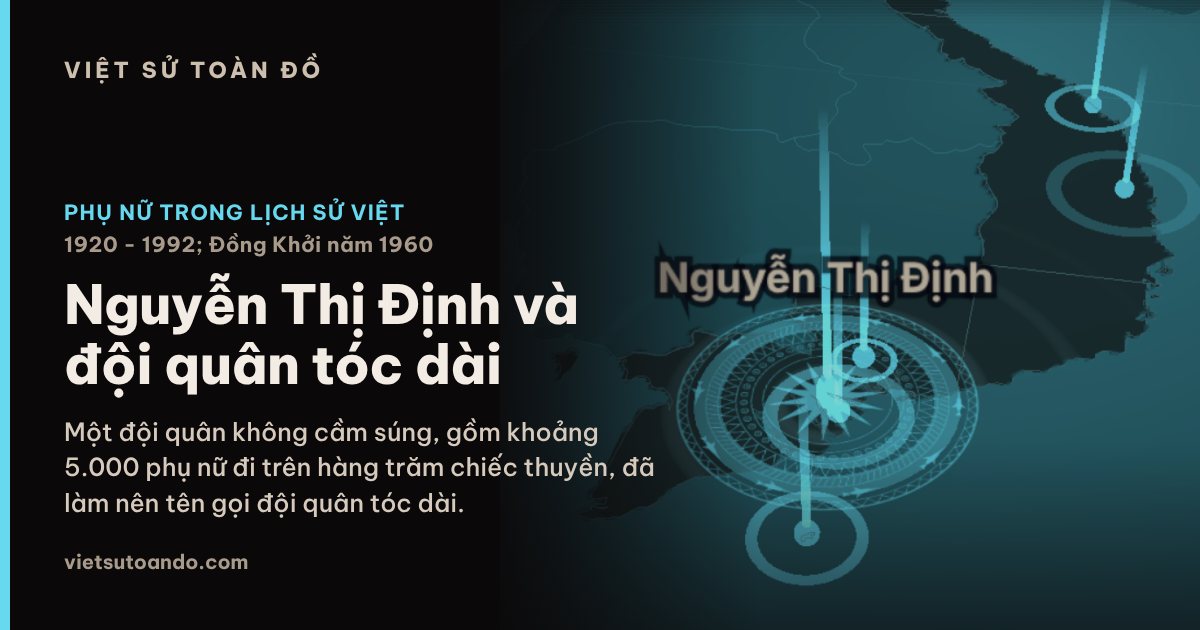 VIỆT SỬ TOÀN ĐỒ
PHỤ NỮ TRONG LỊCH SỬ VIỆT
1920 - 1992; Đồng Khởi năm 1960
Nguyễn Thị Định và
đội quân tóc dài
Một đội quân không cầm súng, gồm khoảng
5.000 phụ nữ đi trên hàng trăm chiếc thuyền, đã
làm nên tên gọi đội quân tóc dài.
vietsutoando.com
Nguyễn Thị Định